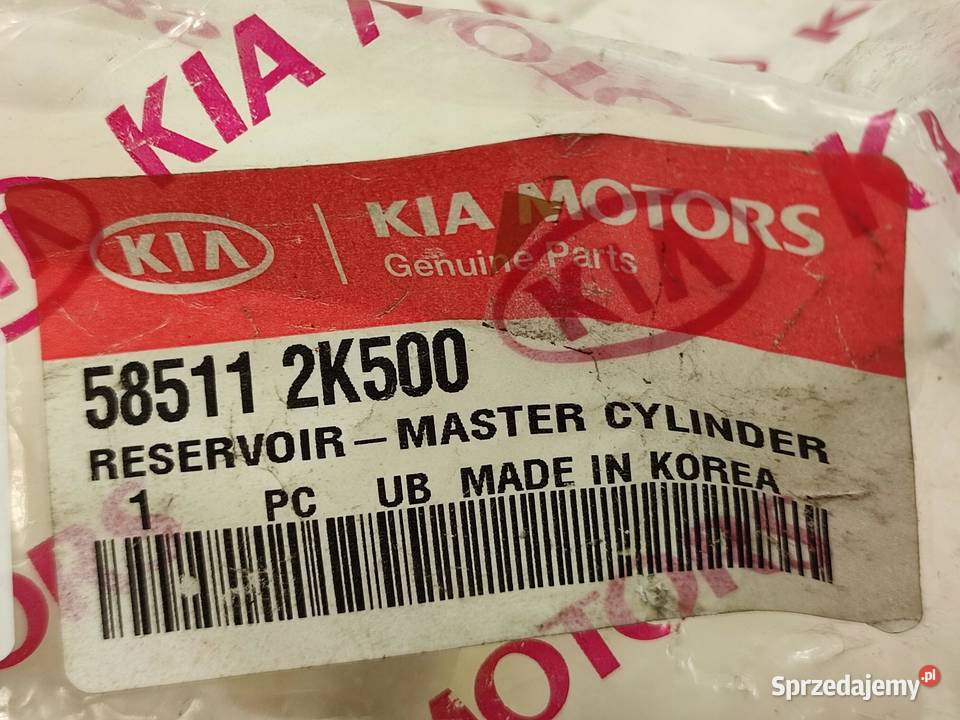 KIA
KIA | KIA MOTORS
Genuine Parts
KIA
58511 2K500
RESERVOIR – MASTER CYLINDER
1 PC UB MADE IN KOREA
MOTORS
Sprzedajemy.pl